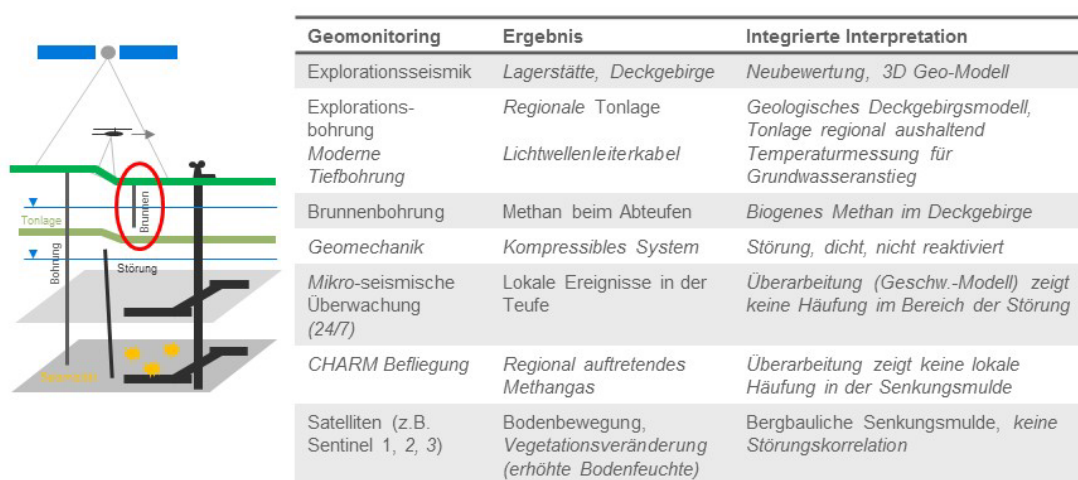 Tonlage
Bohrung
Brunnen
Störung
Geomonitoring Ergebnis Integrierte Interpretation
Explorationsseismik Lagerstätte, Deckgebirge Neubewertung, 3D Geo-Modell
Explorations- Regionale Tonlage Geologisches Deckgebirgsmodell,
bohrung Tonlage regional aushaltend
Moderne Lichtwellenleiterkabel Temperaturmessung für
Tiefbohrung Grundwasseranstieg
Brunnenbohrung Methan beim Abteufen Biogenes Methan im Deckgebirge
Geomechanik Kompressibles System Störung, dicht, nicht reaktiviert
Mikro-seismische Lokale Ereignisse in der Überarbeitung (Geschw.-Modell) zeigt
Überwachung Teufe keine Häufung im Bereich der Störung
(24/7)
CHARM Befliegung Regional auftretendes Überarbeitung zeigt keine lokale
Methangas Häufung in der Senkungsmulde
Satelliten (z.B. Bodenbewegung, Bergbauliche Senkungsmulde, keine
Sentinel 1, 2, 3) Vegetationsveränderung Störungskorrelation
(erhöhte Bodenfeuchte)